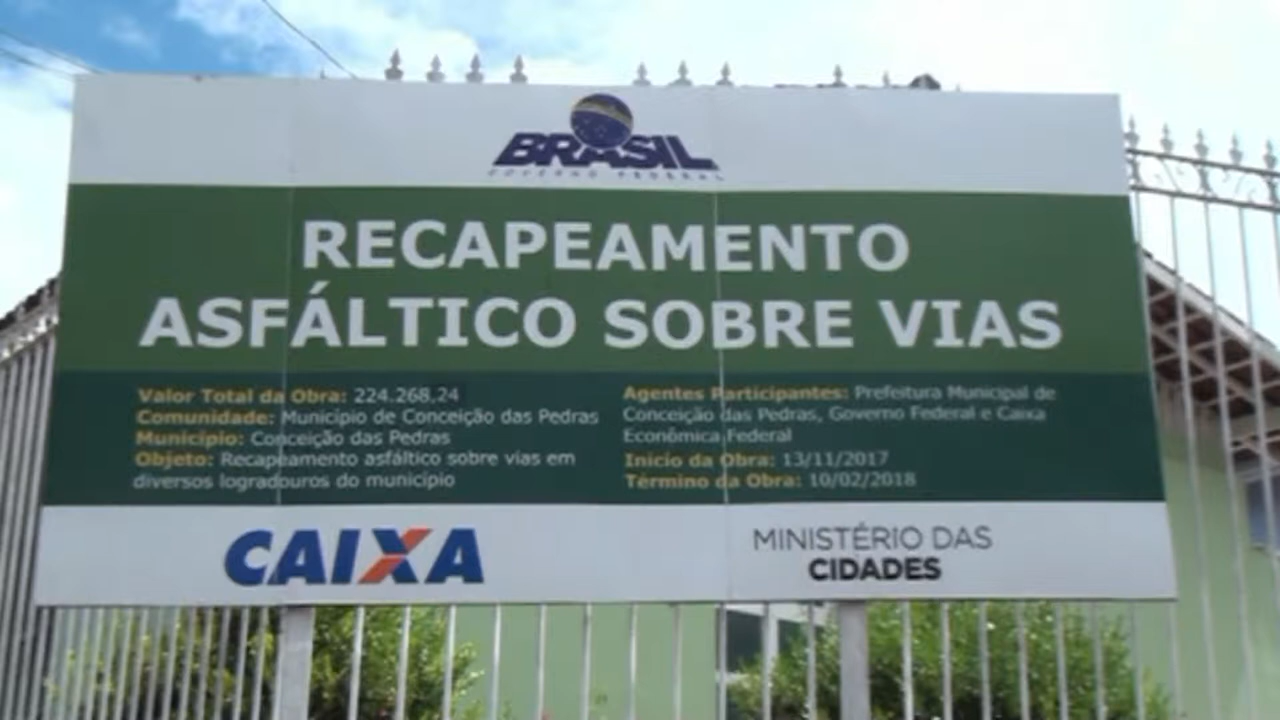 BRASIL
GOVERNO FEDERAL
RECAPEAMENTO
ASFÁLTICO SOBRE VIAS
Valor Total da Obra: 224.268,24
Comunidade: Município de Conceição das Pedras
Município: Conceição das Pedras
Objeto: Recapeamento asfáltico sobre vias em
diversos logradouros do município
Agentes Participantes: Prefeitura Municipal de
Conceição das Pedras, Governo Federal e Caixa
Econômica Federal
Início da Obra: 13/11/2017
Término da Obra: 10/02/2018
CAIXA
MINISTÉRIO DAS
CIDADES